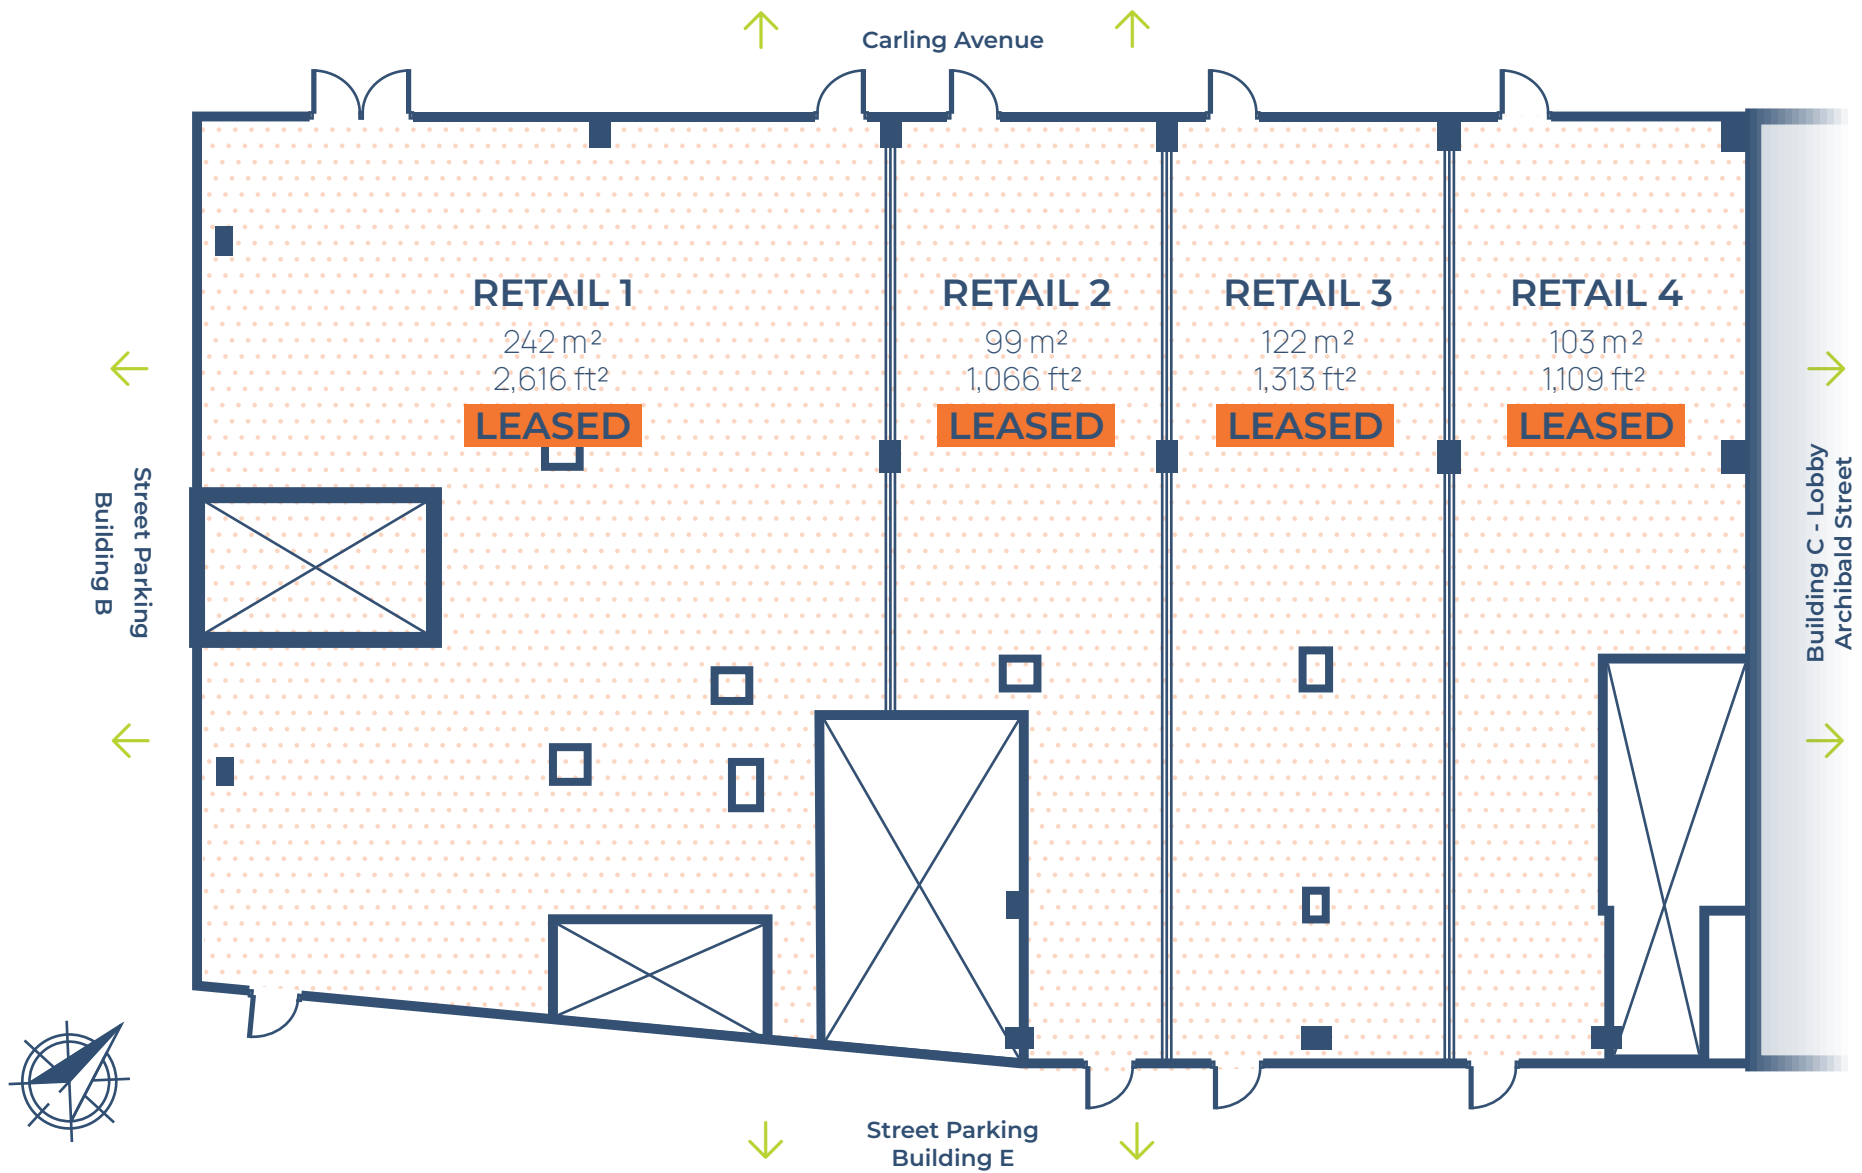 Carling Avenue
RETAIL 1
242 m²
2,616 ft²
LEASED
RETAIL 2
99 m²
1,066 ft²
LEASED
RETAIL 3
122 m²
1,313 ft²
LEASED
RETAIL 4
103 m²
1,109 ft²
LEASED
Street Parking
Building B
Building C - Lobby
Archibald Street
Street Parking
Building E